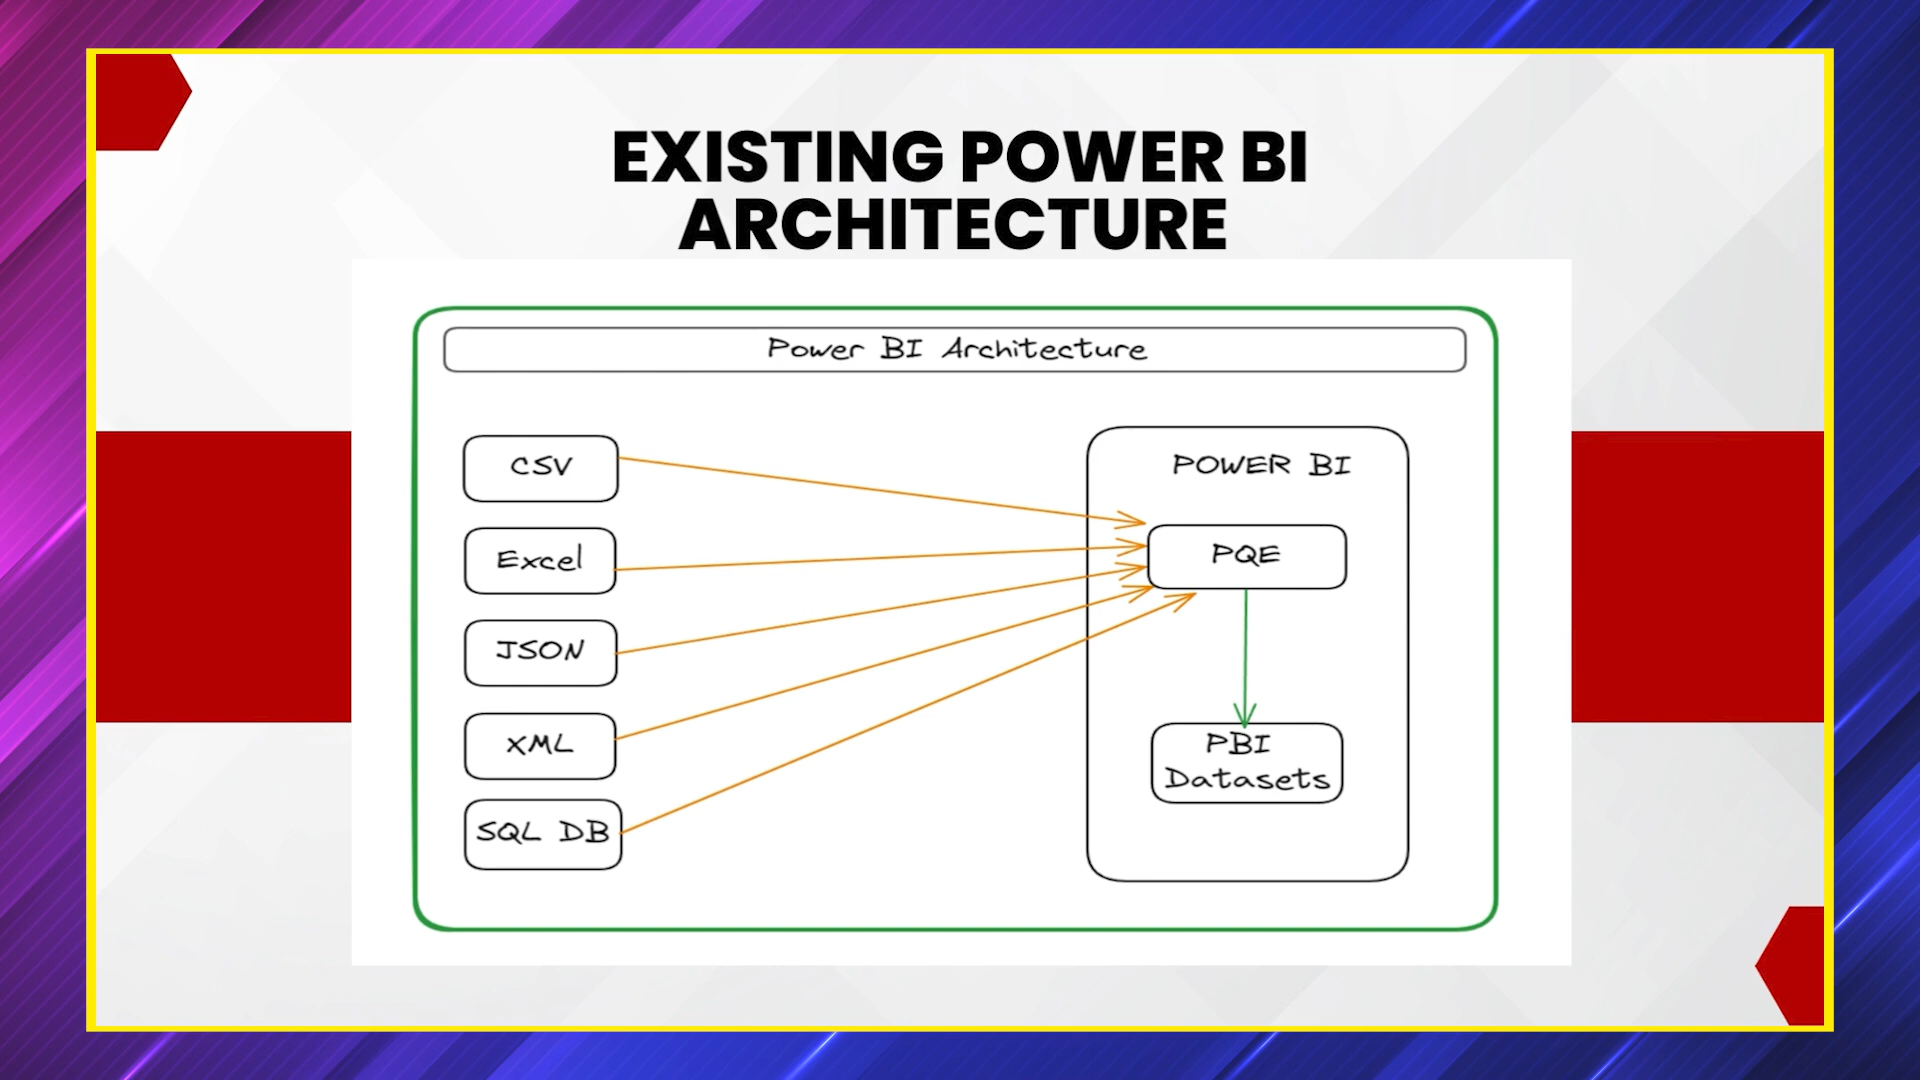 EXISTING POWER BI
ARCHITECTURE
Power BI Architecture
CSV
Excel
JSON
XML
SQL DB
POWER BI
PQE
PBI
Datasets